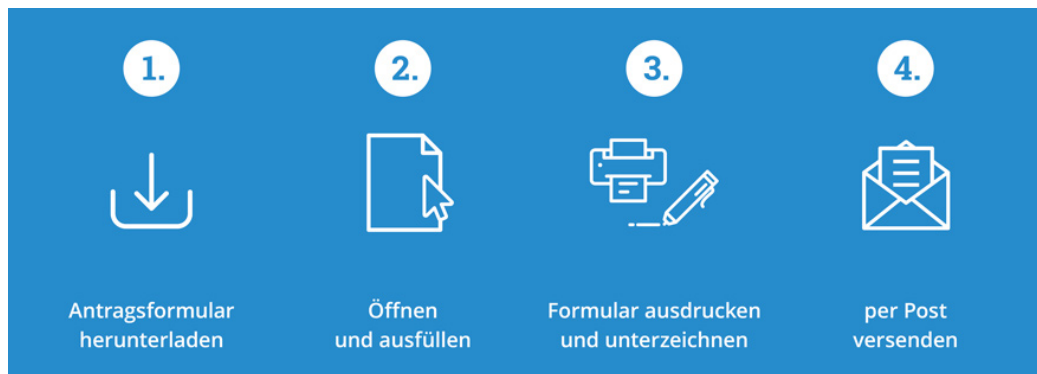 1.
Antragsformular
herunterladen
2.
Öffnen
und ausfüllen
3.
Formular ausdrucken
und unterzeichnen
4.
per Post
versenden